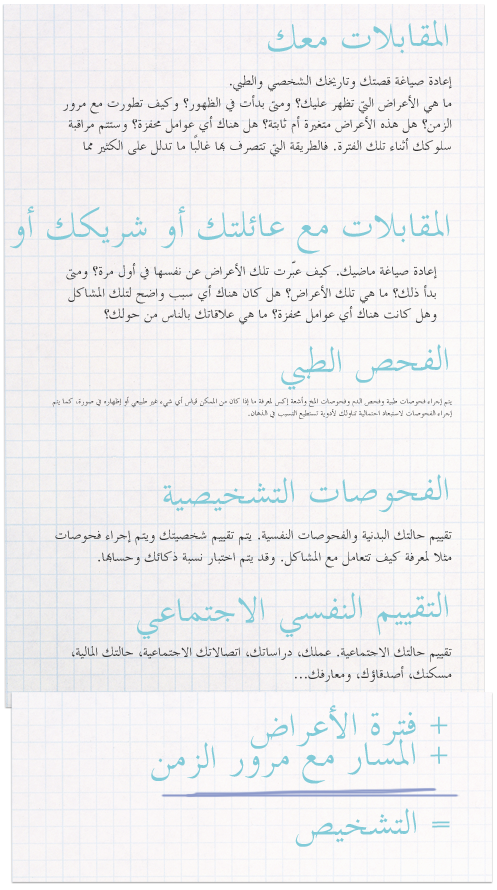 المقابلات معك
إعادة صياغة قصتك وتاريخك الشخصي والطبي.
ما هي الأعراض التي تظهر عليك؟ ومتى بدأت في الظهور؟ وكيف تطورت مع مرور
الزمن؟ هل هذه الأعراض متغيرة أم ثابتة؟ هل هناك أي عوامل محفزة؟ وستتم مراقبة
سلوكك أثناء تلك الفترة. فالطريقة التي تتصرف بها غالبًا ما تدلل على الكثير مما
المقابلات مع عائلتك أو شريكك أو
إعادة صياغة ماضيك. كيف عبّرت تلك الأعراض عن نفسها في أول مرة؟ ومتى
بدأ ذلك؟ ما هي تلك الأعراض؟ هل كان هناك أي سبب واضح لتلك المشاكل
وهل كانت هناك أي عوامل محفزة؟ ما هي علاقاتك بالناس من حولك؟
الفحص الطبي
يتم إجراء فحوصات طبية وفحص الدم وفحوصات المخ وأشعة إكس لمعرفة ما إذا كان من الممكن قياس أي شيء غير طبيعي أو إظهاره في صورة، كما يتم
إجراء الفحوصات لاستبعاد احتمالية تناولك لأدوية تستطيع التسبب في الذهان.
الفحوصات التشخيصية
تقييم حالتك البدنية والفحوصات النفسية. يتم تقييم شخصيتك ويتم إجراء فحوصات
مثلا لمعرفة كيف تتعامل مع المشاكل. وقد يتم اختبار نسبة ذكائك وحسابها.
التقييم النفسي الاجتماعي
تقييم حالتك الاجتماعية. عملك، دراساتك، اتصالاتك الاجتماعية، حالتك المالية،
مسكنك، أصدقاؤك، ومعارفك...
+ فترة الأعراض
+ المسار مع مرور الزمن
= التشخيص